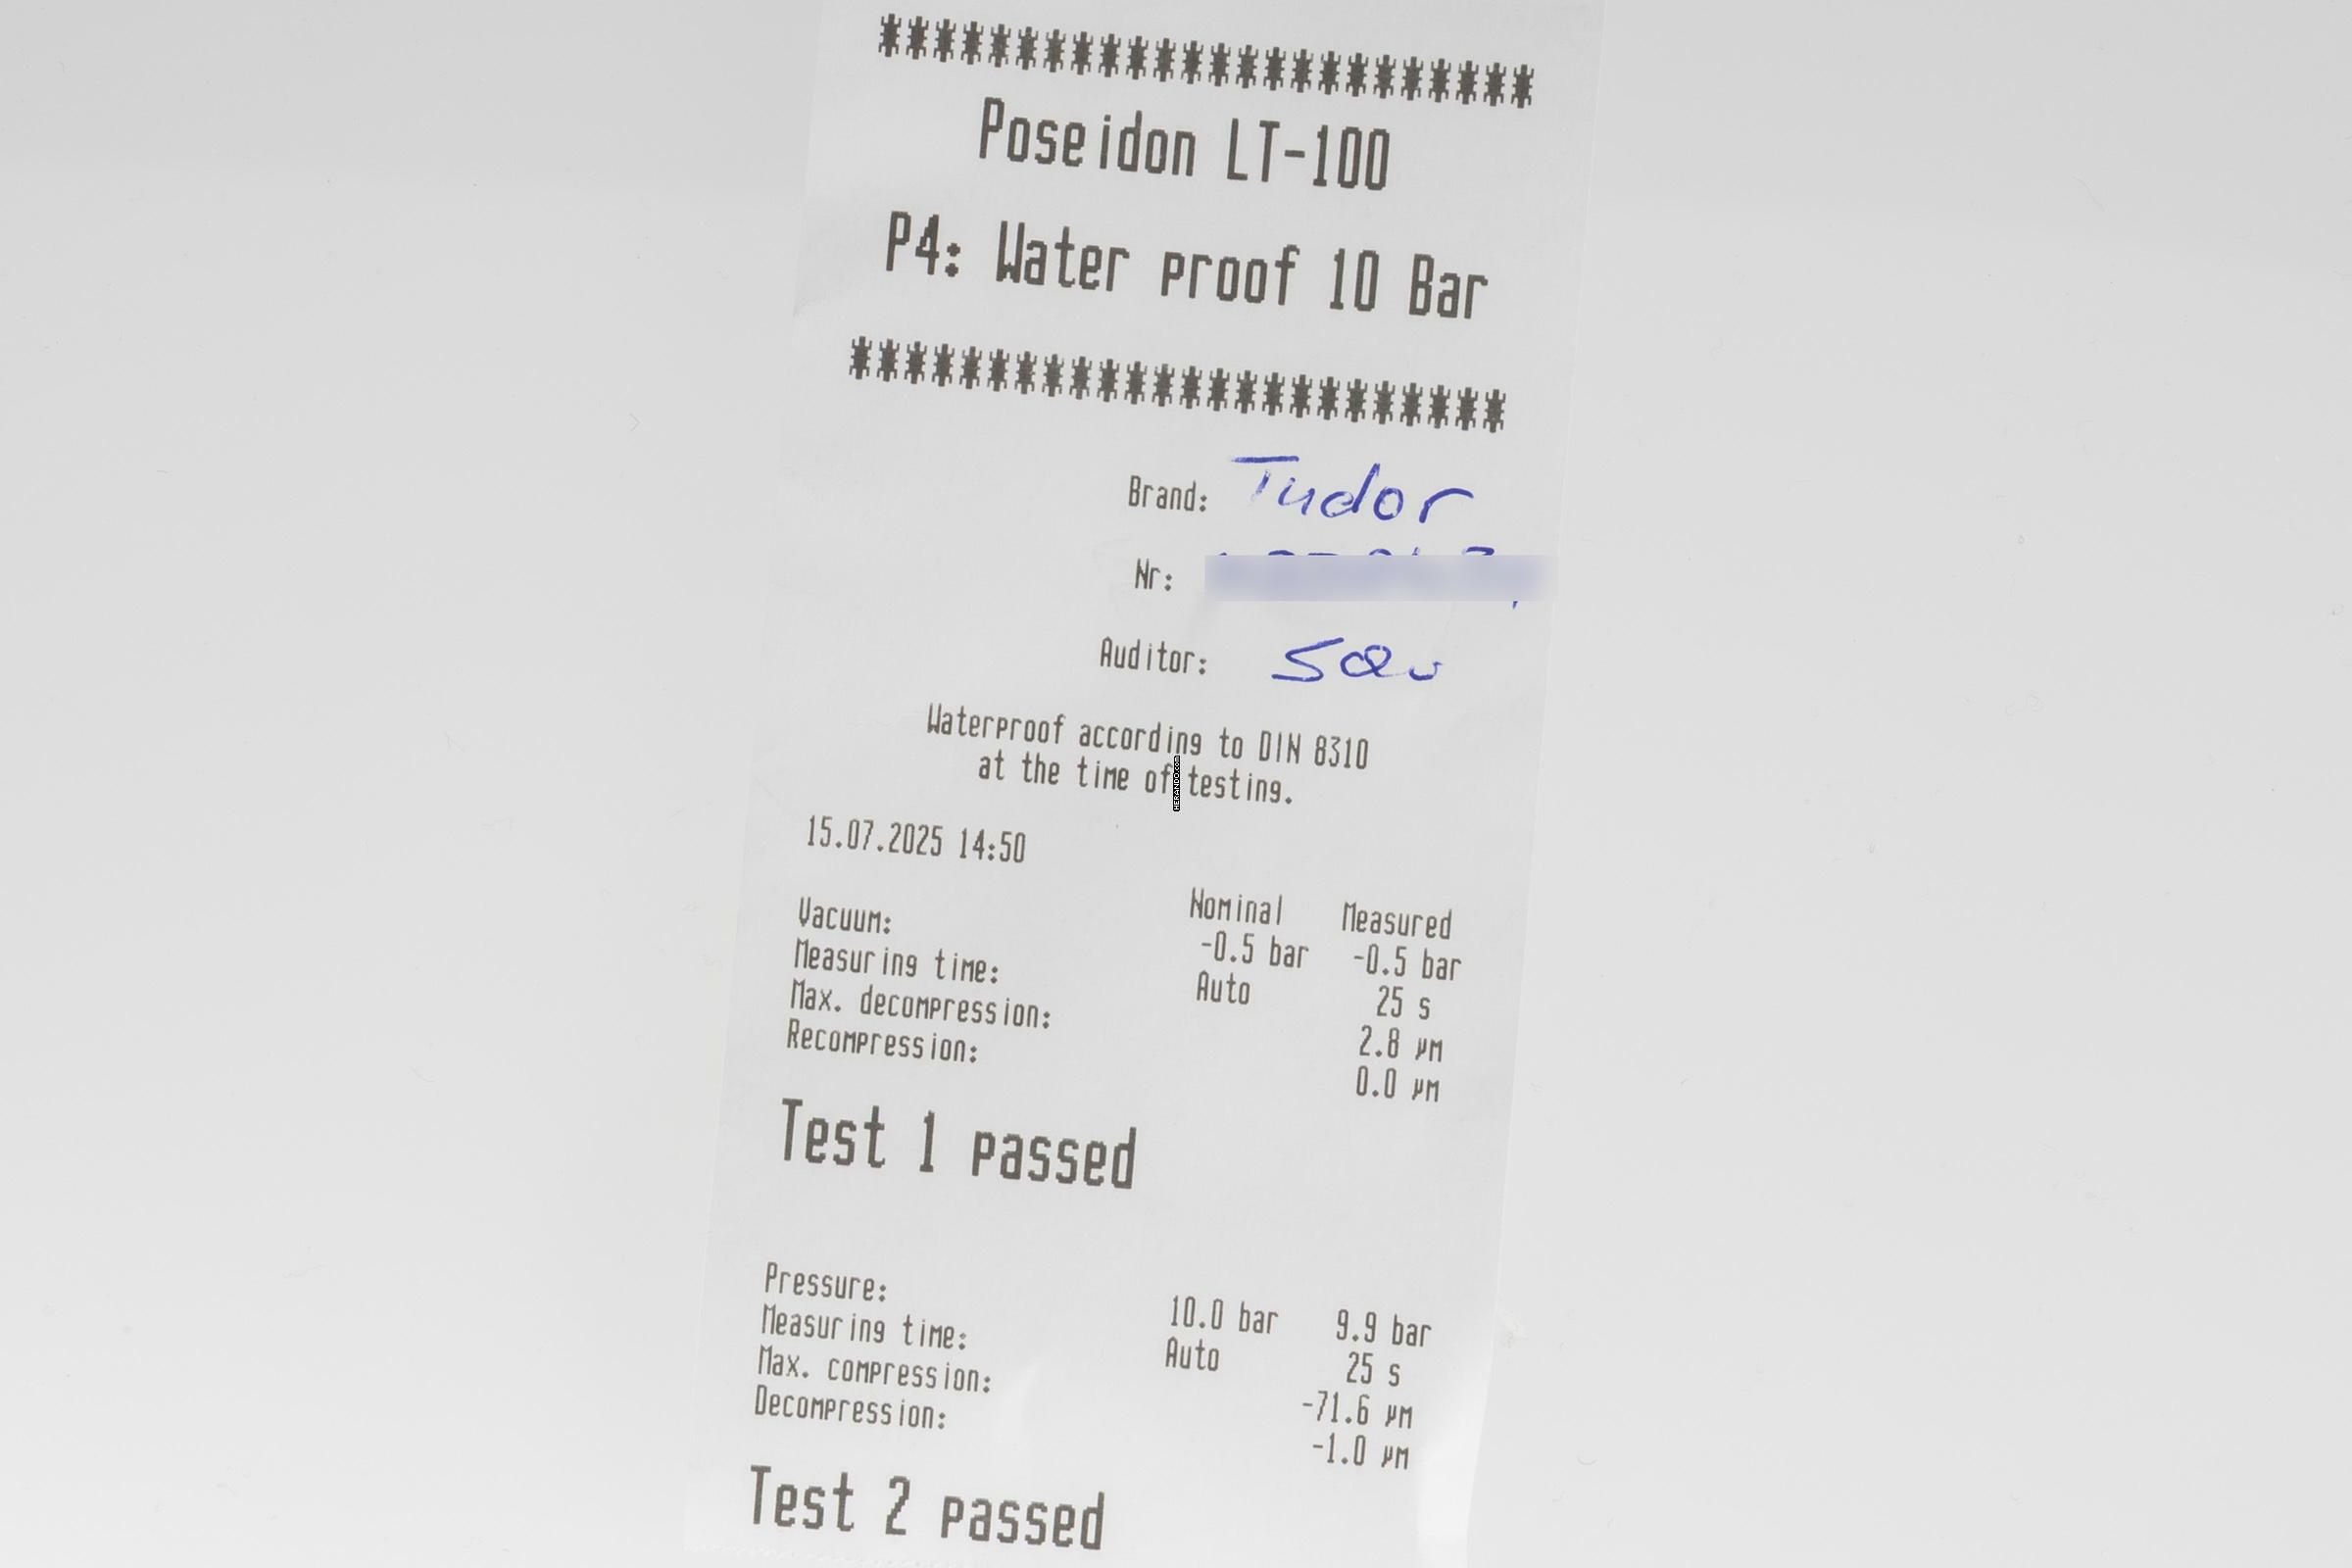 ************************
Poseidon LT-100
P4: Water proof 10 Bar
************************
Brand: Tudor
Nr:
Auditor:
Waterproof according to DIN 8310
at the time of testing.
HERANDO.com
15.07.2025 14:50
Nominal Measured
Vacuum: -0.5 bar -0.5 bar
Measuring time: Auto 25 s
Max. decompression: 2.8 µm
Recompression: 0.0 µm
Test 1 passed
Pressure: 10.0 bar 9.9 bar
Measuring time: Auto 25 s
Max. compression: -71.6 µm
Decompression: -1.0 µm
Test 2 passed